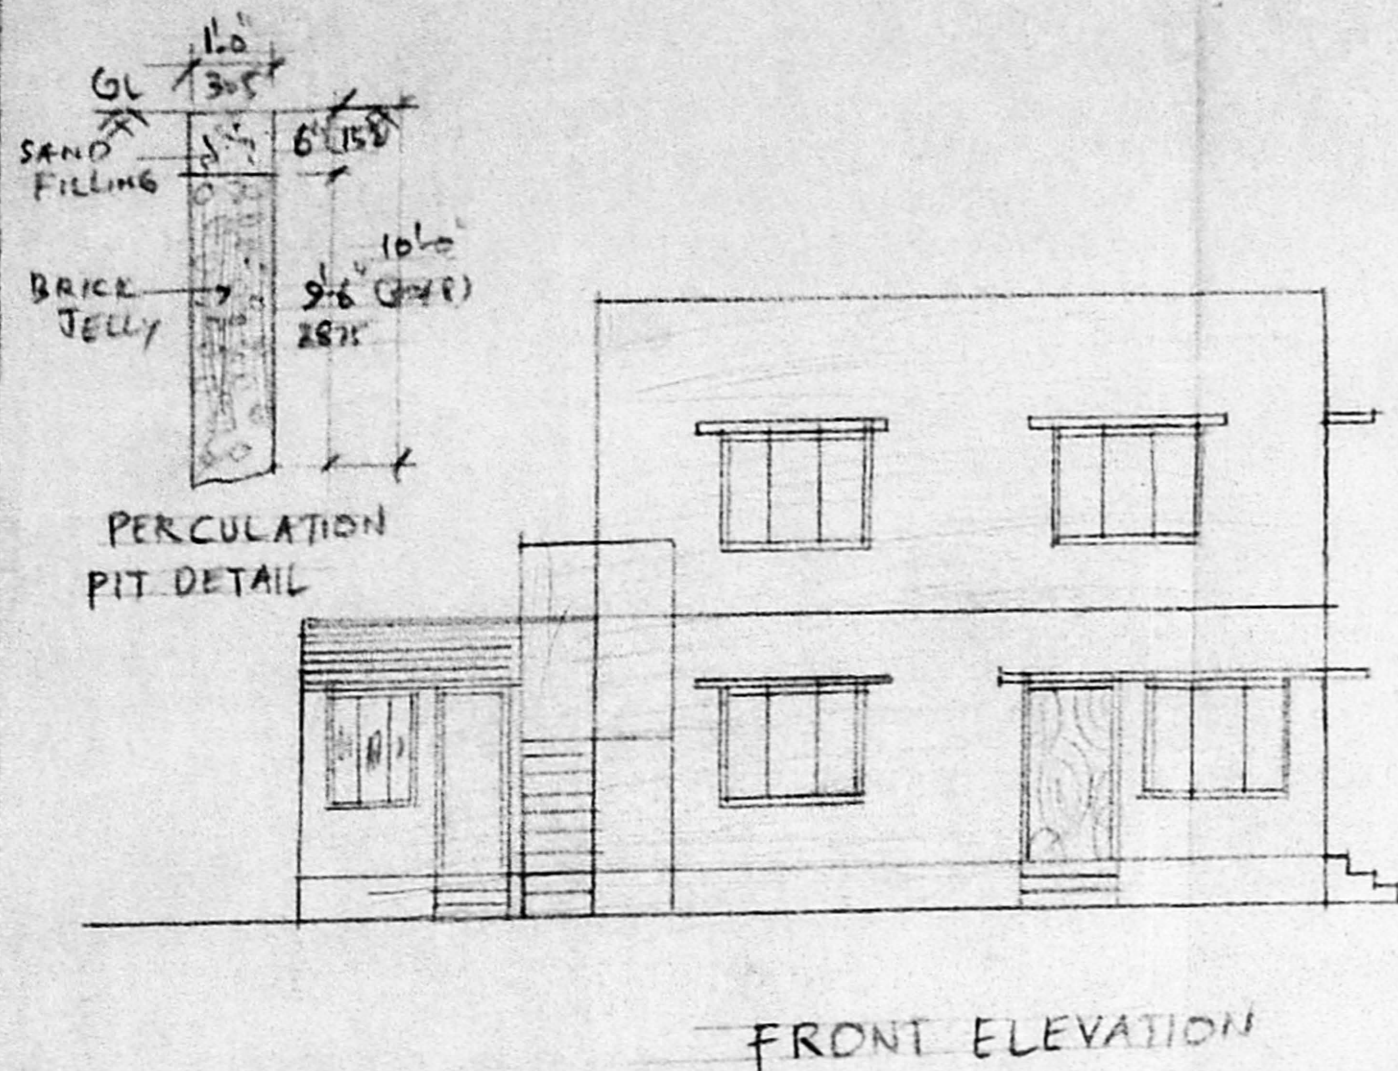 1'-0"
305
GL
6" (152)
SAND
FILLING
10'-0"
BRICK
JELLY
9'-6"
2875
PERCULATION
PIT DETAIL
FRONT ELEVATION